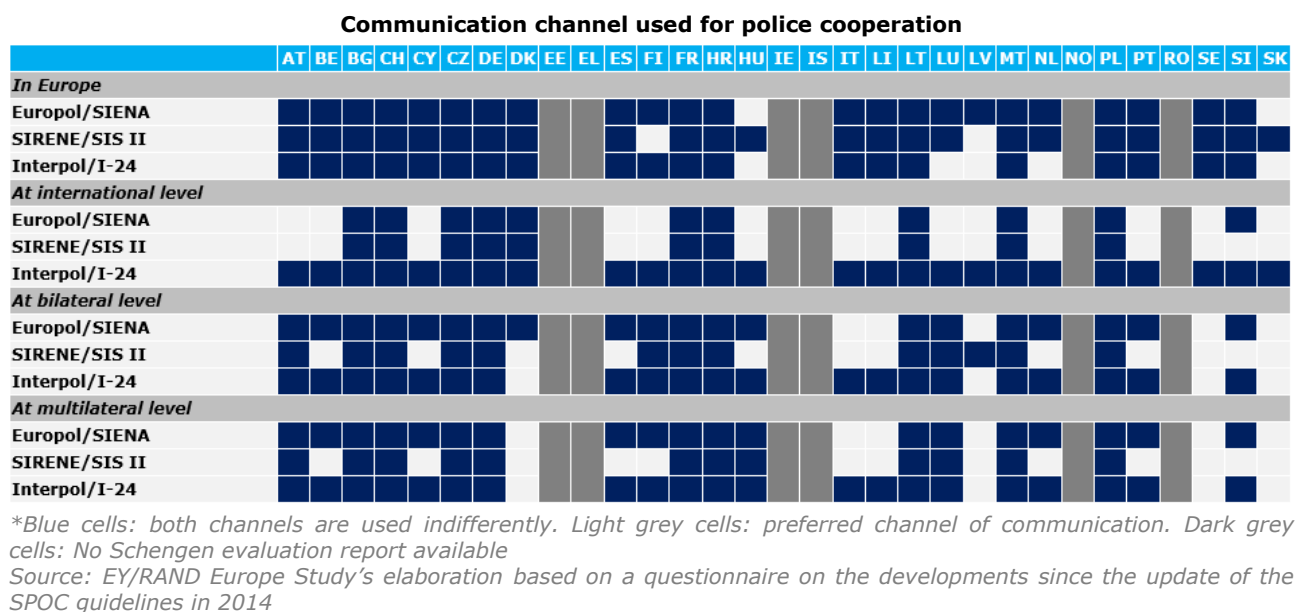 Communication channel used for police cooperation
AT BE BG CH CY CZ DE DK EE EL ES FI FR HR HU IE IS IT LI LT LU LV MT NL NO PL PT RO SE SI SK
In Europe
Europol/SIENA
SIRENE/SIS II
Interpol/I-24
At international level
Europol/SIENA
SIRENE/SIS II
Interpol/I-24
At bilateral level
Europol/SIENA
SIRENE/SIS II
Interpol/I-24
At multilateral level
Europol/SIENA
SIRENE/SIS II
Interpol/I-24
*Blue cells: both channels are used indifferently. Light grey cells: preferred channel of communication. Dark grey
cells: No Schengen evaluation report available
Source: EY/RAND Europe Study's elaboration based on a questionnaire on the developments since the update of the
SPOC guidelines in 2014